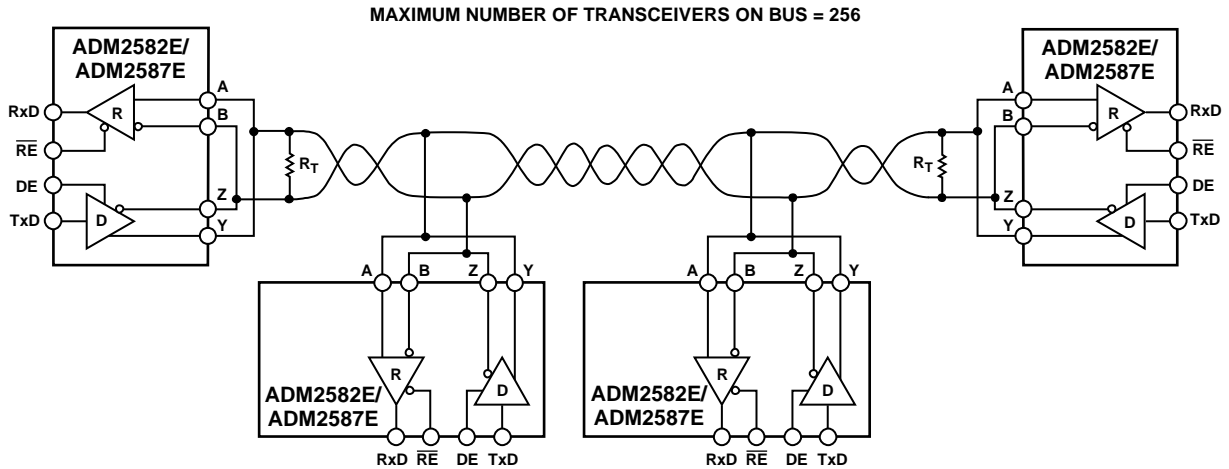 MAXIMUM NUMBER OF TRANSCEIVERS ON BUS = 256
ADM2582E/
ADM2587E
A
RxD
R
B
RE
DE
Z
TxD
D
Y
RT
RT
ADM2582E/
ADM2587E
A
R
RxD
B
RE
DE
Z
D
TxD
Y
A
B
Z
Y
R
D
ADM2582E/
ADM2587E
RxD
RE
DE
TxD
A
B
Z
Y
R
D
ADM2582E/
ADM2587E
RxD
RE
DE
TxD